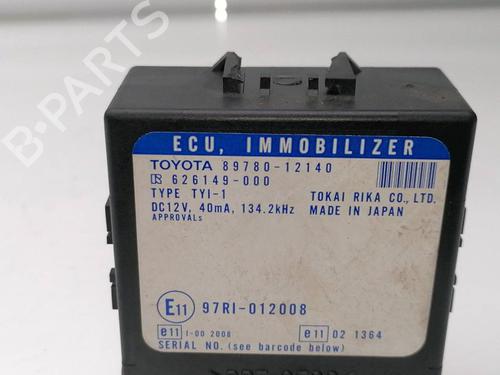 ECU, IMMOBILIZER
TOYOTA 89780-12140
R 626149-000
TYPE TYI-1 TOKAI RIKA CO., LTD.
DC12V, 40mA, 134.2kHz MADE IN JAPAN
APPROVALs
E11 97RI-012008
e11 1-00 2008 e11 02 1364
SERIAL NO. (see barcode below)
B-PARTS